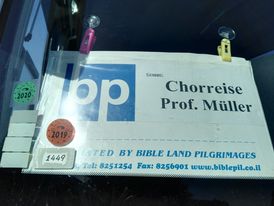 2020
bp
Chorreise
Prof. Müller
2019
1449
TED BY BIBLE LAND PILGRIMAGES
Tel: 8251254 Fax: 8256901 www.biblepil.co.il